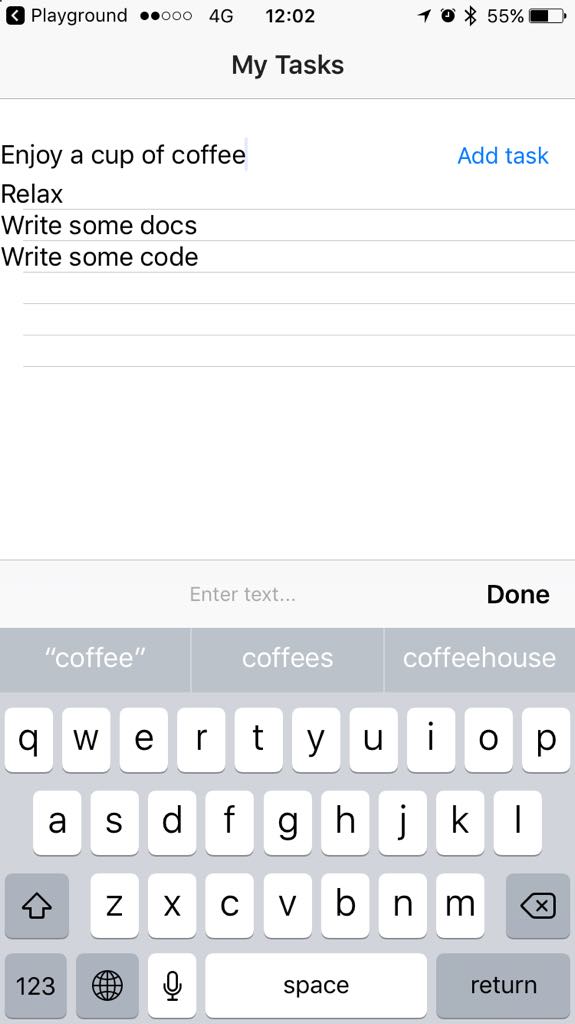 Playground 4G 12:02 55%
My Tasks
Enjoy a cup of coffee Add task
Relax
Write some docs
Write some code
Enter text... Done
“coffee” coffees coffeehouse
q w e r t y u i o p
a s d f g h j k l
z x c v b n m
123 space return